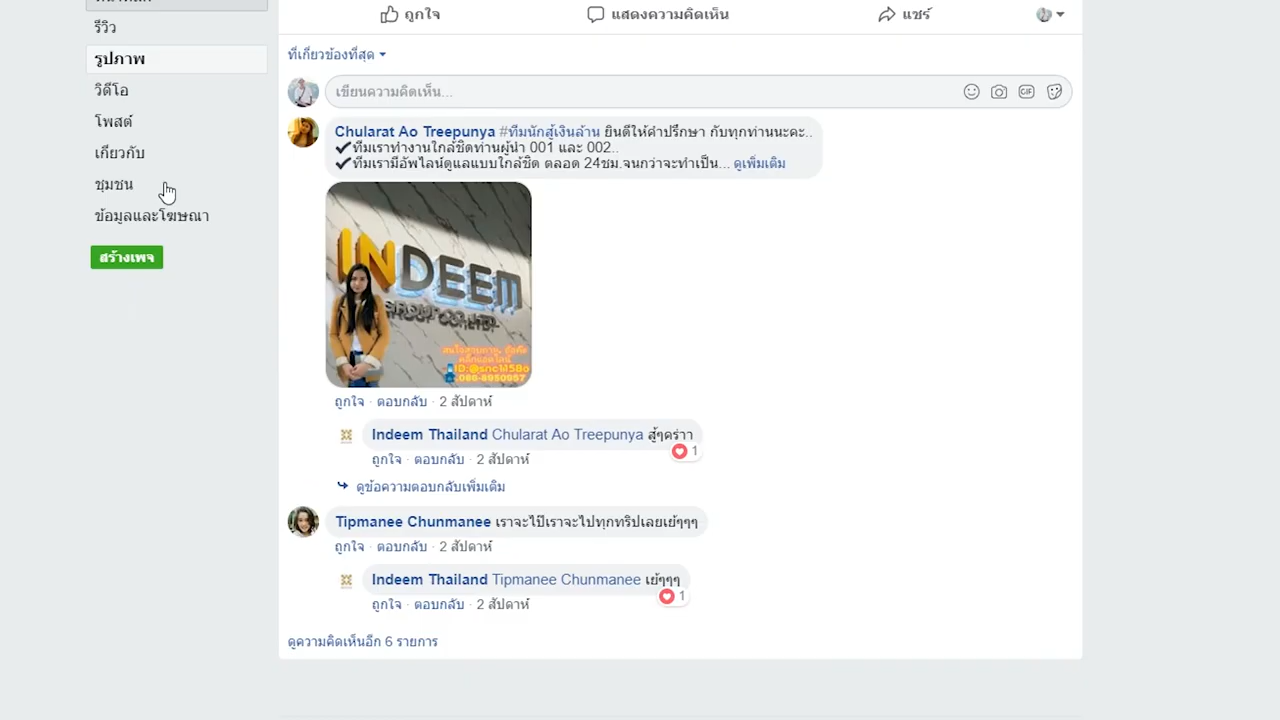 รีวิว
รูปภาพ
วิดีโอ
โพสต์
เกี่ยวกับ
ชุมชน
ข้อมูลและโฆษณา
สร้างเพจ
ถูกใจ แสดงความคิดเห็น แชร์
ที่เกี่ยวข้องที่สุด
เขียนความคิดเห็น... GIF
Chularat Ao Treepunya #ทีมนักสู้เงินล้าน ยินดีให้คำปรึกษา กับทุกท่านนะคะ..
✔ทีมเราทำงานใกล้ชิดท่านผู้นำ 001 และ 002..
✔ทีมเรามีอัพไลน์ดูแลแบบใกล้ชิด ตลอด 24ชม.จนกว่าจะทำเป็น... ดูเพิ่มเติม
INDEEM
ถูกใจ · ตอบกลับ · 2 สัปดาห์
Indeem Thailand Chularat Ao Treepunya สู้ๆคร่าา
1
ถูกใจ · ตอบกลับ · 2 สัปดาห์
ดูข้อความตอบกลับเพิ่มเติม
Tipmanee Chunmanee เราจะไป๊เราจะไปทุกทริปเลยเย้ๆๆๆ
ถูกใจ · ตอบกลับ · 2 สัปดาห์
Indeem Thailand Tipmanee Chunmanee เย้ๆๆๆ
1
ถูกใจ · ตอบกลับ · 2 สัปดาห์
ดูความคิดเห็นอีก 6 รายการ